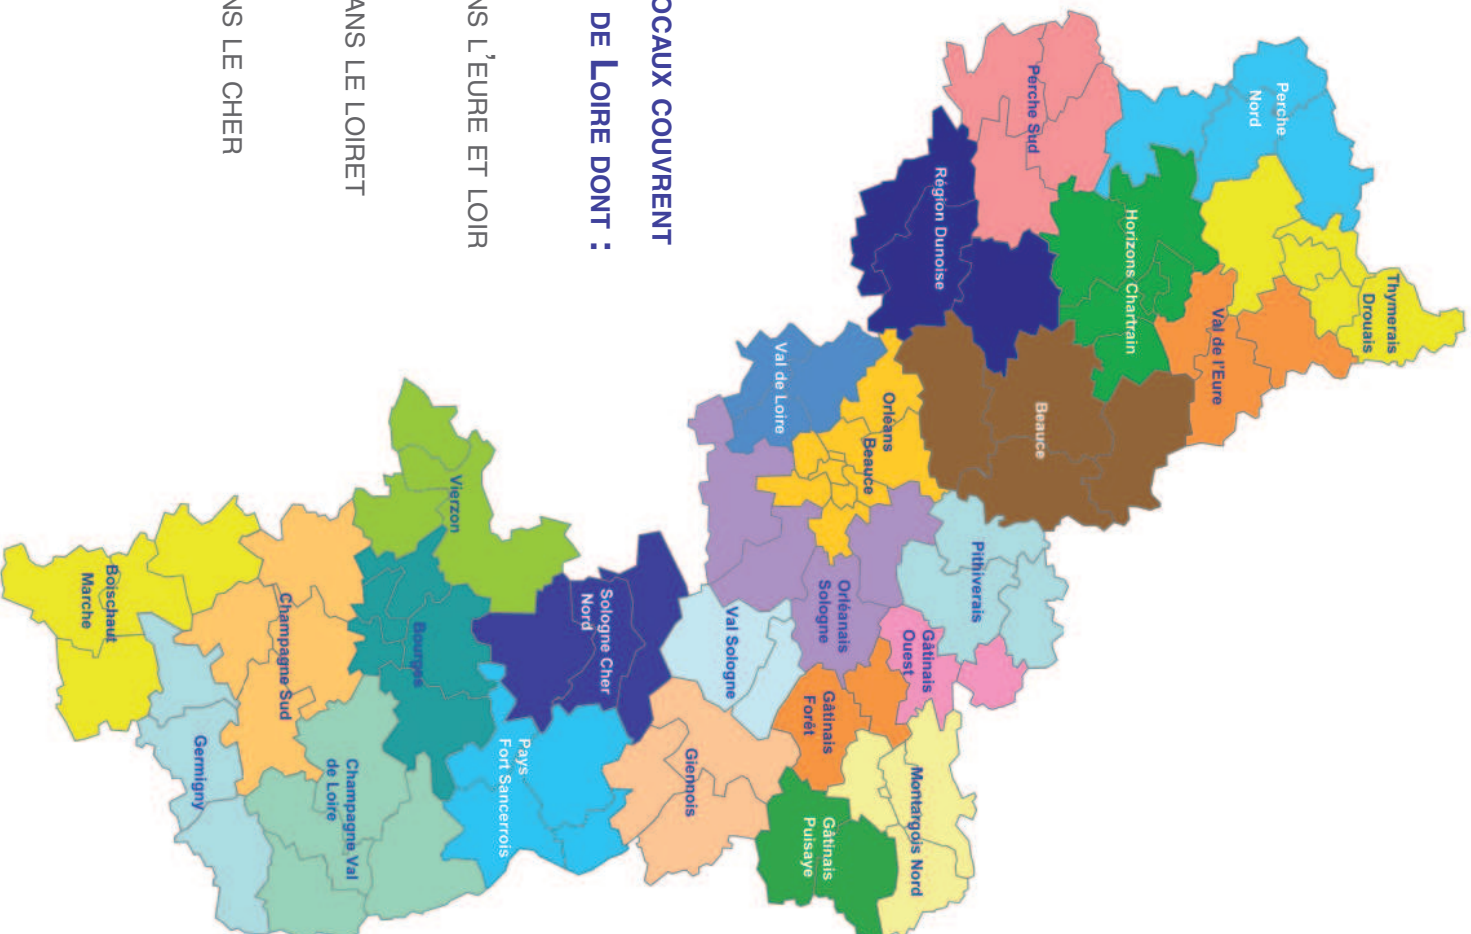 OCAUX COUVRENT
DE LOIRE DONT :
NS L'EURE ET LOIR
ANS LE LOIRET
NS LE CHER
Thymerais
Drouais
Perche
Nord
Val de l'Eure
Horizons Chartrain
Perche Sud
Beauce
Région Dunoise
Pithiverais
Orléans
Beauce
Gâtinais
Ouest
Montargois Nord
Orléanais
Sologne
Gâtinais
Forêt
Gâtinais
Puisaye
Val de Loire
Val Sologne
Giennois
Sologne Cher
Nord
Pays
Fort Sancerrois
Vierzon
Bourges
Champagne Val
de Loire
Champagne Sud
Germigny
Boischaut
Marche